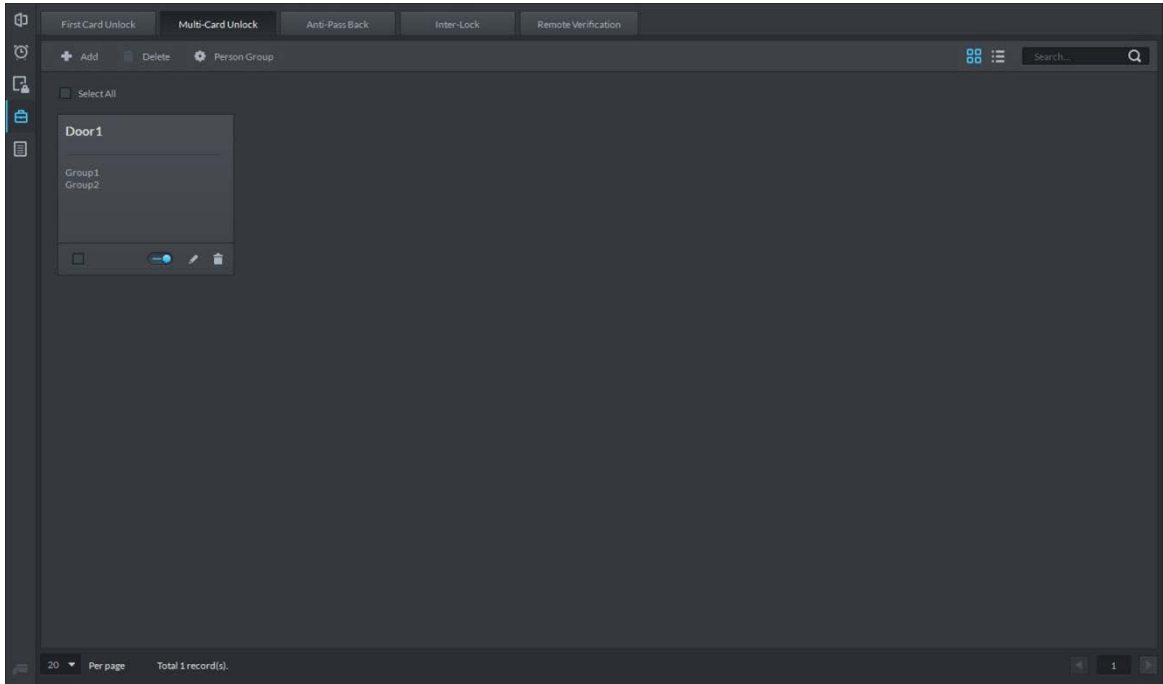 First Card Unlock
Multi-Card Unlock
Anti-Pass Back
Inter-Lock
Remote Verification
Add
Delete
Person Group
Search...
Select All
Door1
Group1
Group2
20
Per page
Total 1 record(s).
1